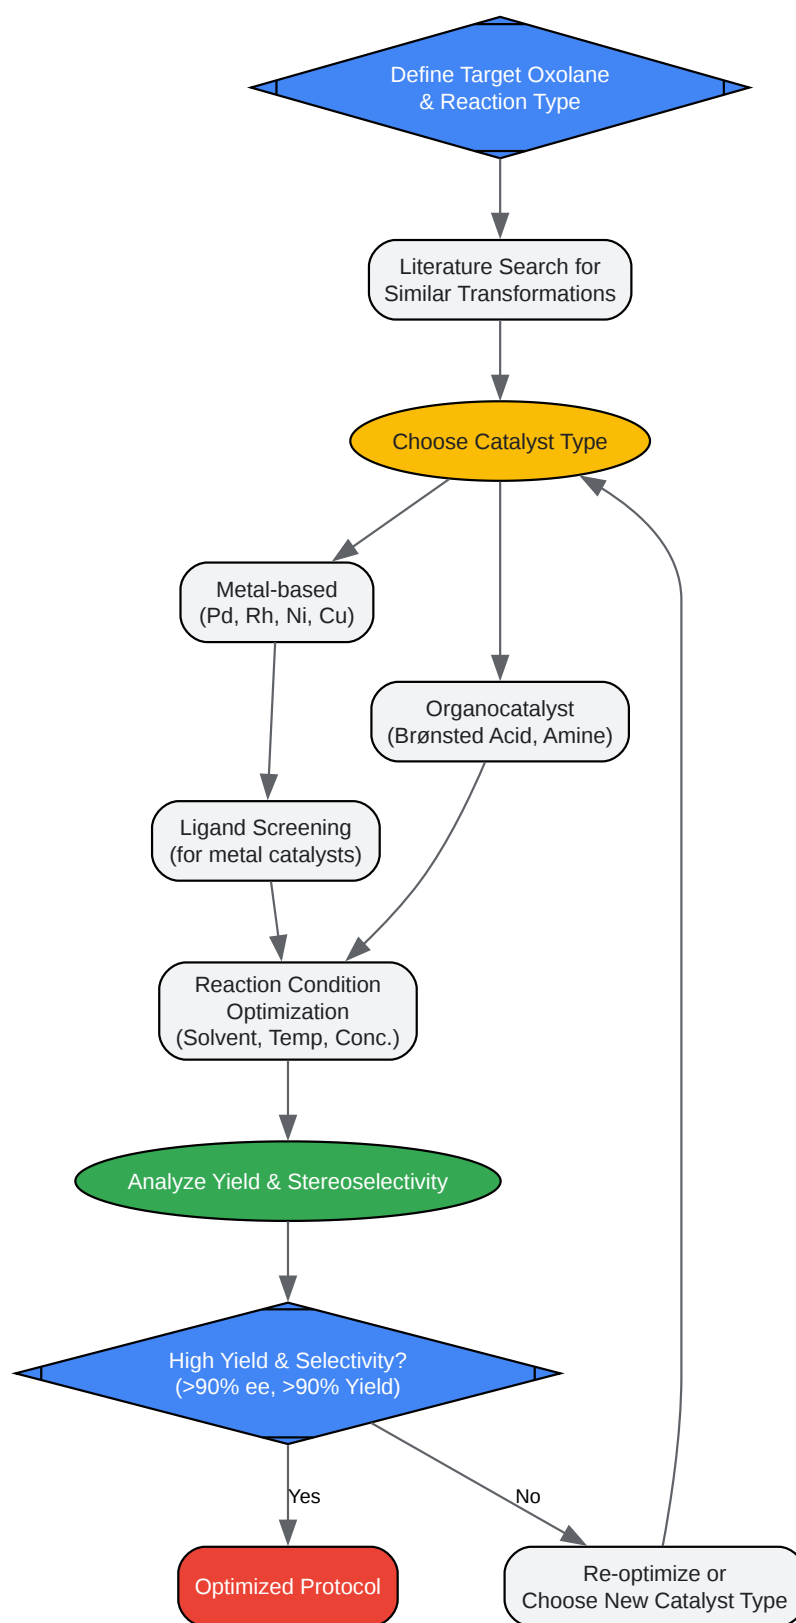 Define Target Oxolane
& Reaction Type
Literature Search for
Similar Transformations
Choose Catalyst Type
Metal-based
(Pd, Rh, Ni, Cu)
Organocatalyst
(Brønsted Acid, Amine)
Ligand Screening
(for metal catalysts)
Reaction Condition
Optimization
(Solvent, Temp, Conc.)
Analyze Yield & Stereoselectivity
High Yield & Selectivity?
(>90% ee, >90% Yield)
Yes
No
Optimized Protocol
Re-optimize or
Choose New Catalyst Type